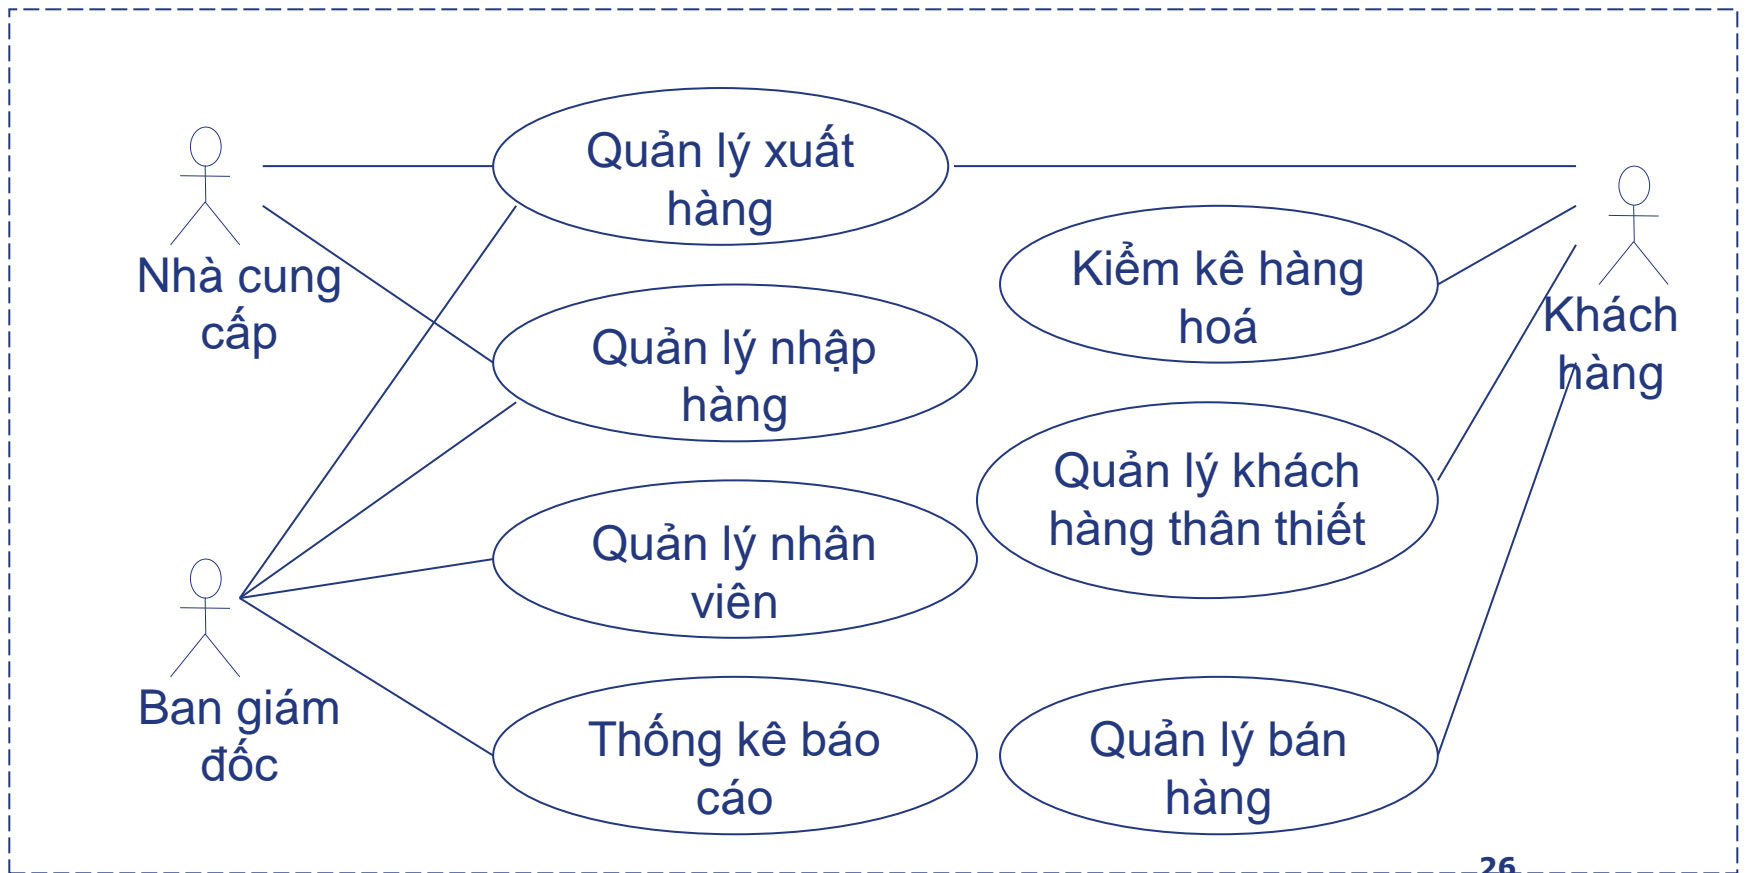 Quản lý xuất
hàng
Nhà cung
cấp
Kiểm kê hàng
hoá
Khách
hàng
Quản lý nhập
hàng
Quản lý khách
hàng thân thiết
Quản lý nhân
viên
Ban giám
đốc
Thống kê báo
cáo
Quản lý bán
hàng
26